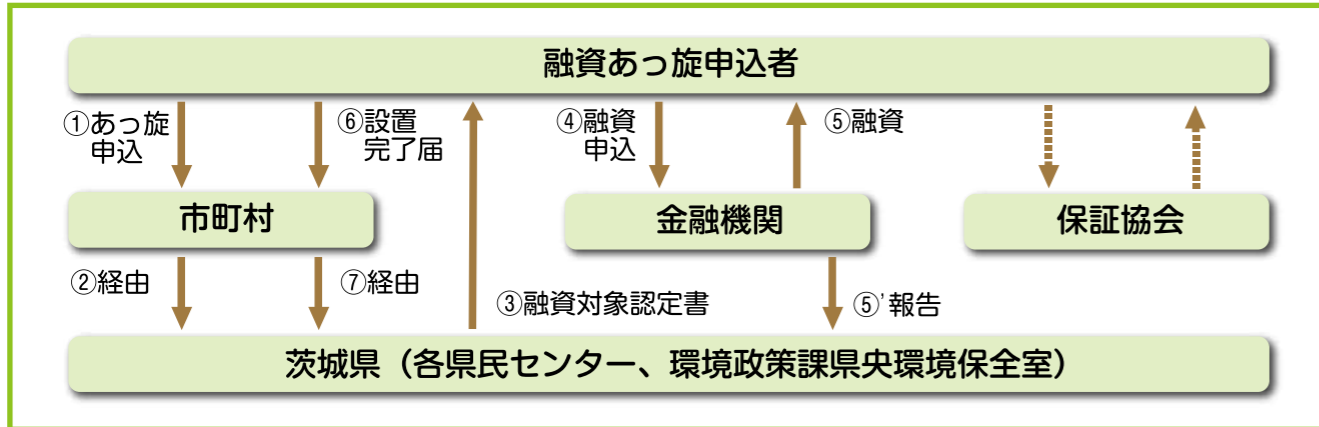 融資あっ旋申込者
①あっ旋
申込
⑥設置
完了届
④融資
申込
⑤融資
市町村
金融機関
保証協会
②経由
⑦経由
③融資対象認定書
⑤'報告
茨城県（各県民センター、環境政策課県央環境保全室）